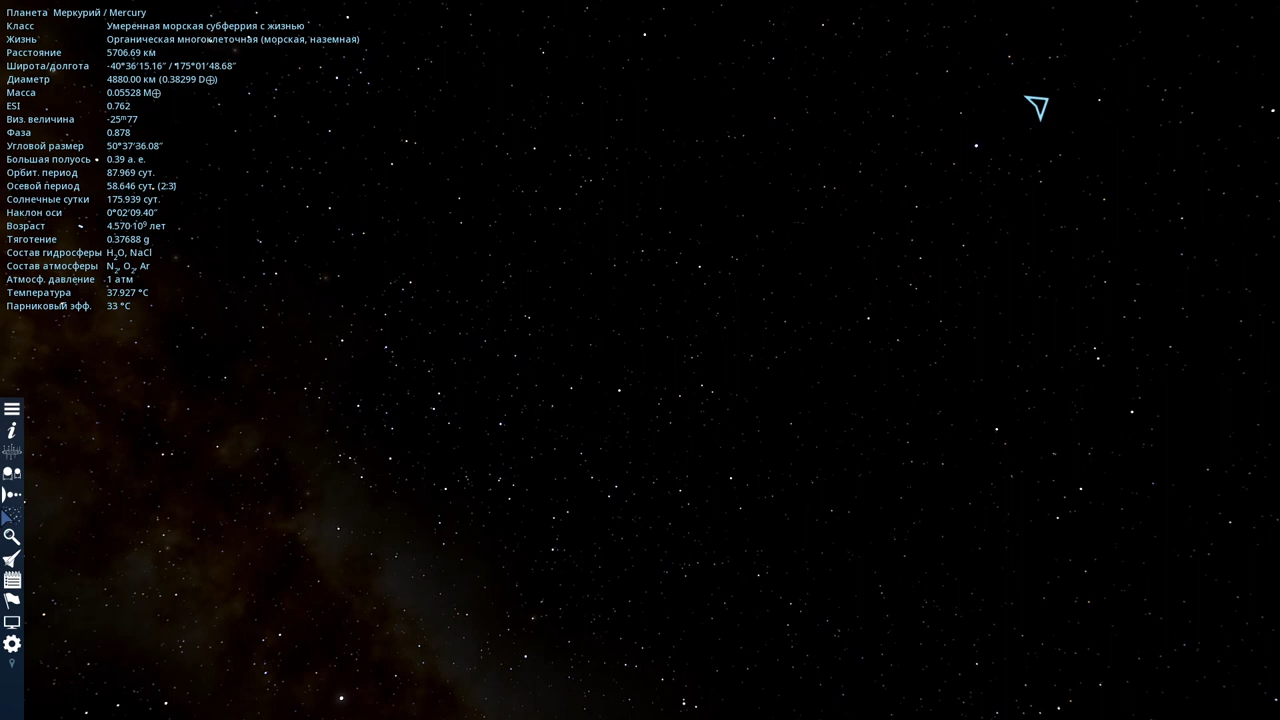 Планета Меркурий / Mercury
Класс Умеренная морская субферрия с жизнью
Жизнь Органическая многоклеточная (морская, наземная)
Расстояние 5706.69 км
Широта/долгота -40°36'15.16" / 175°01'48.68"
Диаметр 4880.00 км (0.38299 D⊕)
Масса 0.05528 M⊕
ESI 0.762
Виз. величина -25ᵐ77
Фаза 0.878
Угловой размер 50°37'36.08"
Большая полуось 0.39 а. е.
Орбит. период 87.969 сут.
Осевой период 58.646 сут. (2:3)
Солнечные сутки 175.939 сут.
Наклон оси 0°02'09.40"
Возраст 4.570·10⁹ лет
Тяготение 0.37688 g
Состав гидросферы H₂O, NaCl
Состав атмосферы N₂, O₂, Ar
Атмосф. давление 1 атм
Температура 37.927 °C
Парниковый эфф. 33 °C